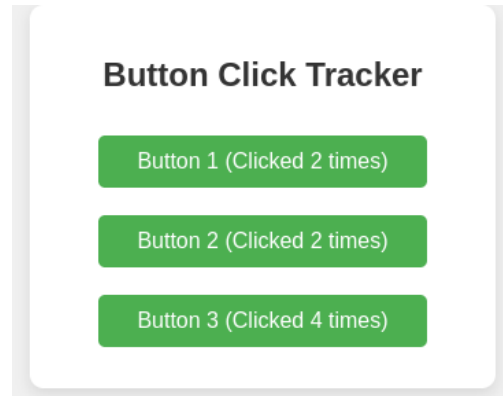 Button Click Tracker
Button 1 (Clicked 2 times)
Button 2 (Clicked 2 times)
Button 3 (Clicked 4 times)